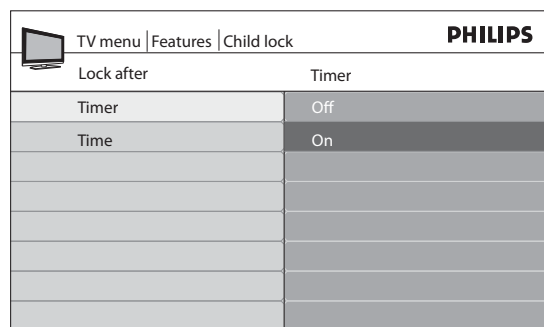 TV menu | Features | Child lock PHILIPS
Lock after Timer
Timer Off
Time On